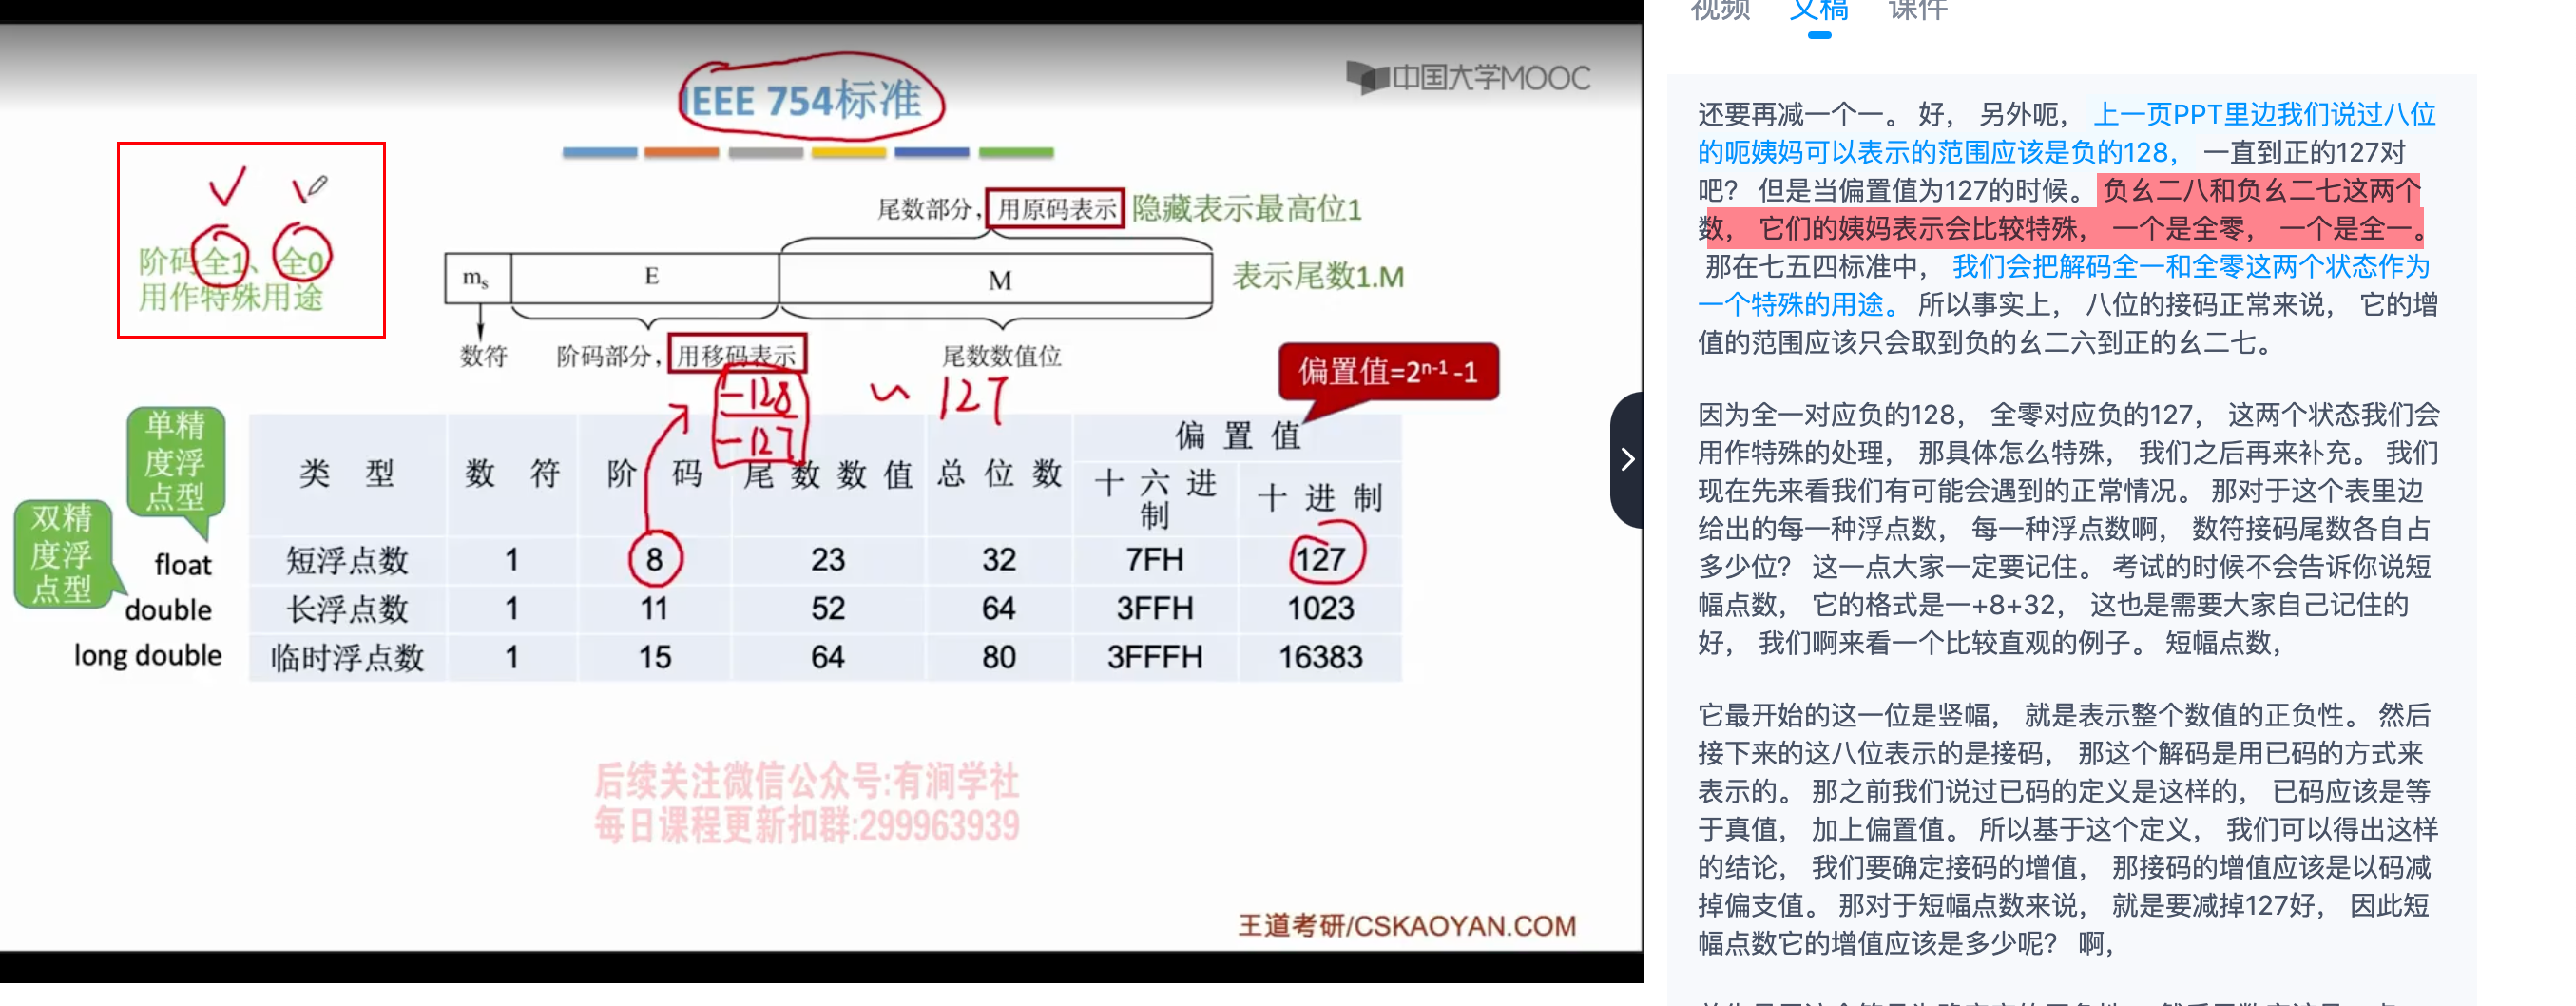 IEEE 754标准
中国大学MOOC
阶码全1、全0
用作特殊用途
尾数部分，用原码表示 隐藏表示最高位1
ms E M 表示尾数1.M
数符 阶码部分，用移码表示 尾数数值位
偏置值=2ⁿ⁻¹ -1
-128 ~ 127
-127
单精度浮点型
双精度浮点型
类 型 数 符 阶 码 尾 数 数 值 总 位 数 偏 置 值
十 六 进 制 十 进 制
float 短浮点数 1 8 23 32 7FH 127
double 长浮点数 1 11 52 64 3FFH 1023
long double 临时浮点数 1 15 64 80 3FFFH 16383
后续关注微信公众号:有涧学社
每日课程更新扣群:299963939
王道考研/CSKAOYAN.COM
视频 文稿 课件
还要再减一个一。 好， 另外呃， 上一页PPT里边我们说过八位
的呃姨妈可以表示的范围应该是负的128， 一直到正的127对
吧？ 但是当偏置值为127的时候。 负幺二八和负幺二七这两个
数， 它们的姨妈表示会比较特殊， 一个是全零， 一个是全一。
那在七五四标准中， 我们会把解码全一和全零这两个状态作为
一个特殊的用途。 所以事实上， 八位的接码正常来说， 它的增
值的范围应该只会取到负的幺二六到正的幺二七。
因为全一对应负的128， 全零对应负的127， 这两个状态我们会
用作特殊的处理， 那具体怎么特殊， 我们之后再来补充。 我们
现在先来看我们有可能会遇到的正常情况。 那对于这个表里边
给出的每一种浮点数， 每一种浮点数啊， 数符接码尾数各自占
多少位？ 这一点大家一定要记住。 考试的时候不会告诉你说短
幅点数， 它的格式是一+8+32， 这也是需要大家自己记住的
好， 我们啊来看一个比较直观的例子。 短幅点数，
它最开始的这一位是竖幅， 就是表示整个数值的正负性。 然后
接下来的这八位表示的是接码， 那这个解码是用已码的方式来
表示的。 那之前我们说过已码的定义是这样的， 已码应该是等
于真值， 加上偏置值。 所以基于这个定义， 我们可以得出这样
的结论， 我们要确定接码的增值， 那接码的增值应该是以码减
掉偏支值。 那对于短幅点数来说， 就是要减掉127好， 因此短
幅点数它的增值应该是多少呢？ 啊，